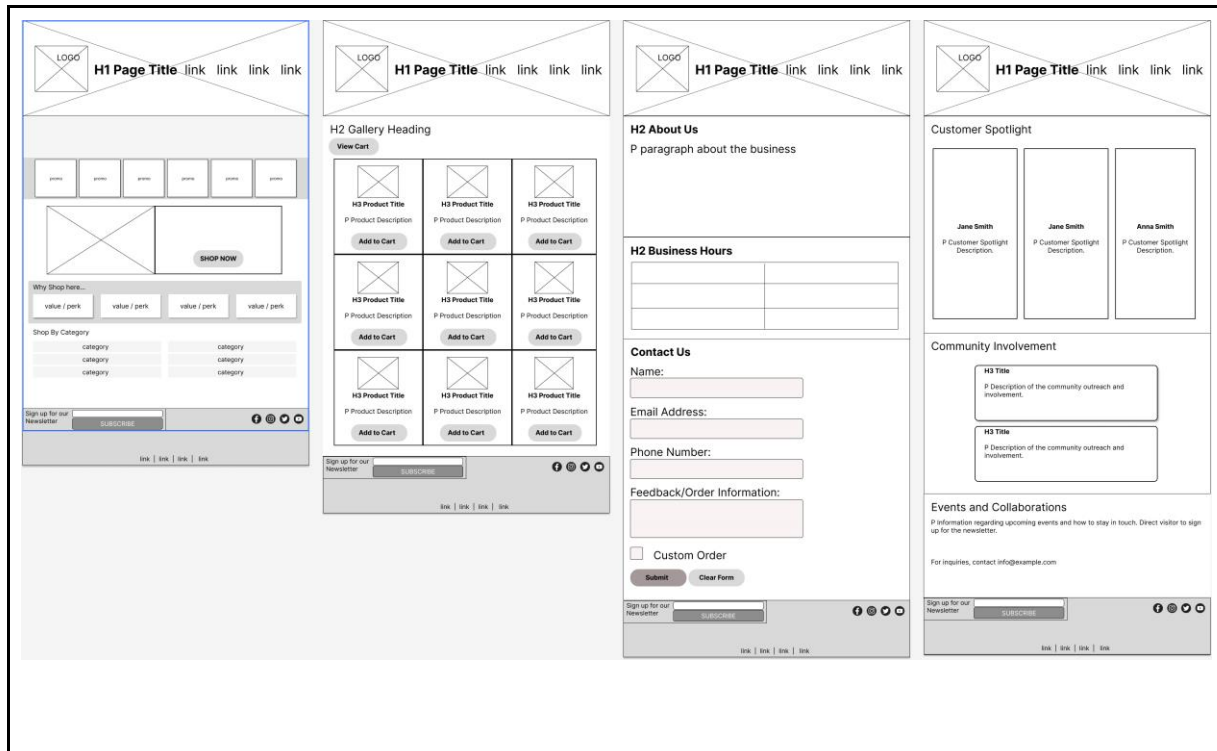 LOGO
H1 Page Title link link link link
promo promo promo promo promo promo
SHOP NOW
Why Shop here...
value / perk value / perk value / perk value / perk
Shop By Category
category category
category category
category category
Sign up for our
Newsletter
SUBSCRIBE
link | link | link | link
LOGO
H1 Page Title link link link link
H2 Gallery Heading
View Cart
H3 Product Title H3 Product Title H3 Product Title
P Product Description P Product Description P Product Description
Add to Cart Add to Cart Add to Cart
H3 Product Title H3 Product Title H3 Product Title
P Product Description P Product Description P Product Description
Add to Cart Add to Cart Add to Cart
H3 Product Title H3 Product Title H3 Product Title
P Product Description P Product Description P Product Description
Add to Cart Add to Cart Add to Cart
Sign up for our
Newsletter
SUBSCRIBE
link | link | link | link
LOGO
H1 Page Title link link link link
H2 About Us
P paragraph about the business
H2 Business Hours
Contact Us
Name:
Email Address:
Phone Number:
Feedback/Order Information:
Custom Order
Submit Clear Form
Sign up for our
Newsletter
SUBSCRIBE
link | link | link | link
LOGO
H1 Page Title link link link link
Customer Spotlight
Jane Smith Jane Smith Anna Smith
P Customer Spotlight P Customer Spotlight P Customer Spotlight
Description. Description. Description.
Community Involvement
H3 Title
P Description of the community outreach and
involvement.
H3 Title
P Description of the community outreach and
involvement.
Events and Collaborations
P Information regarding upcoming events and how to stay in touch. Direct visitor to sign
up for the newsletter.
For inquiries, contact info@example.com
Sign up for our
Newsletter
SUBSCRIBE
link | link | link | link